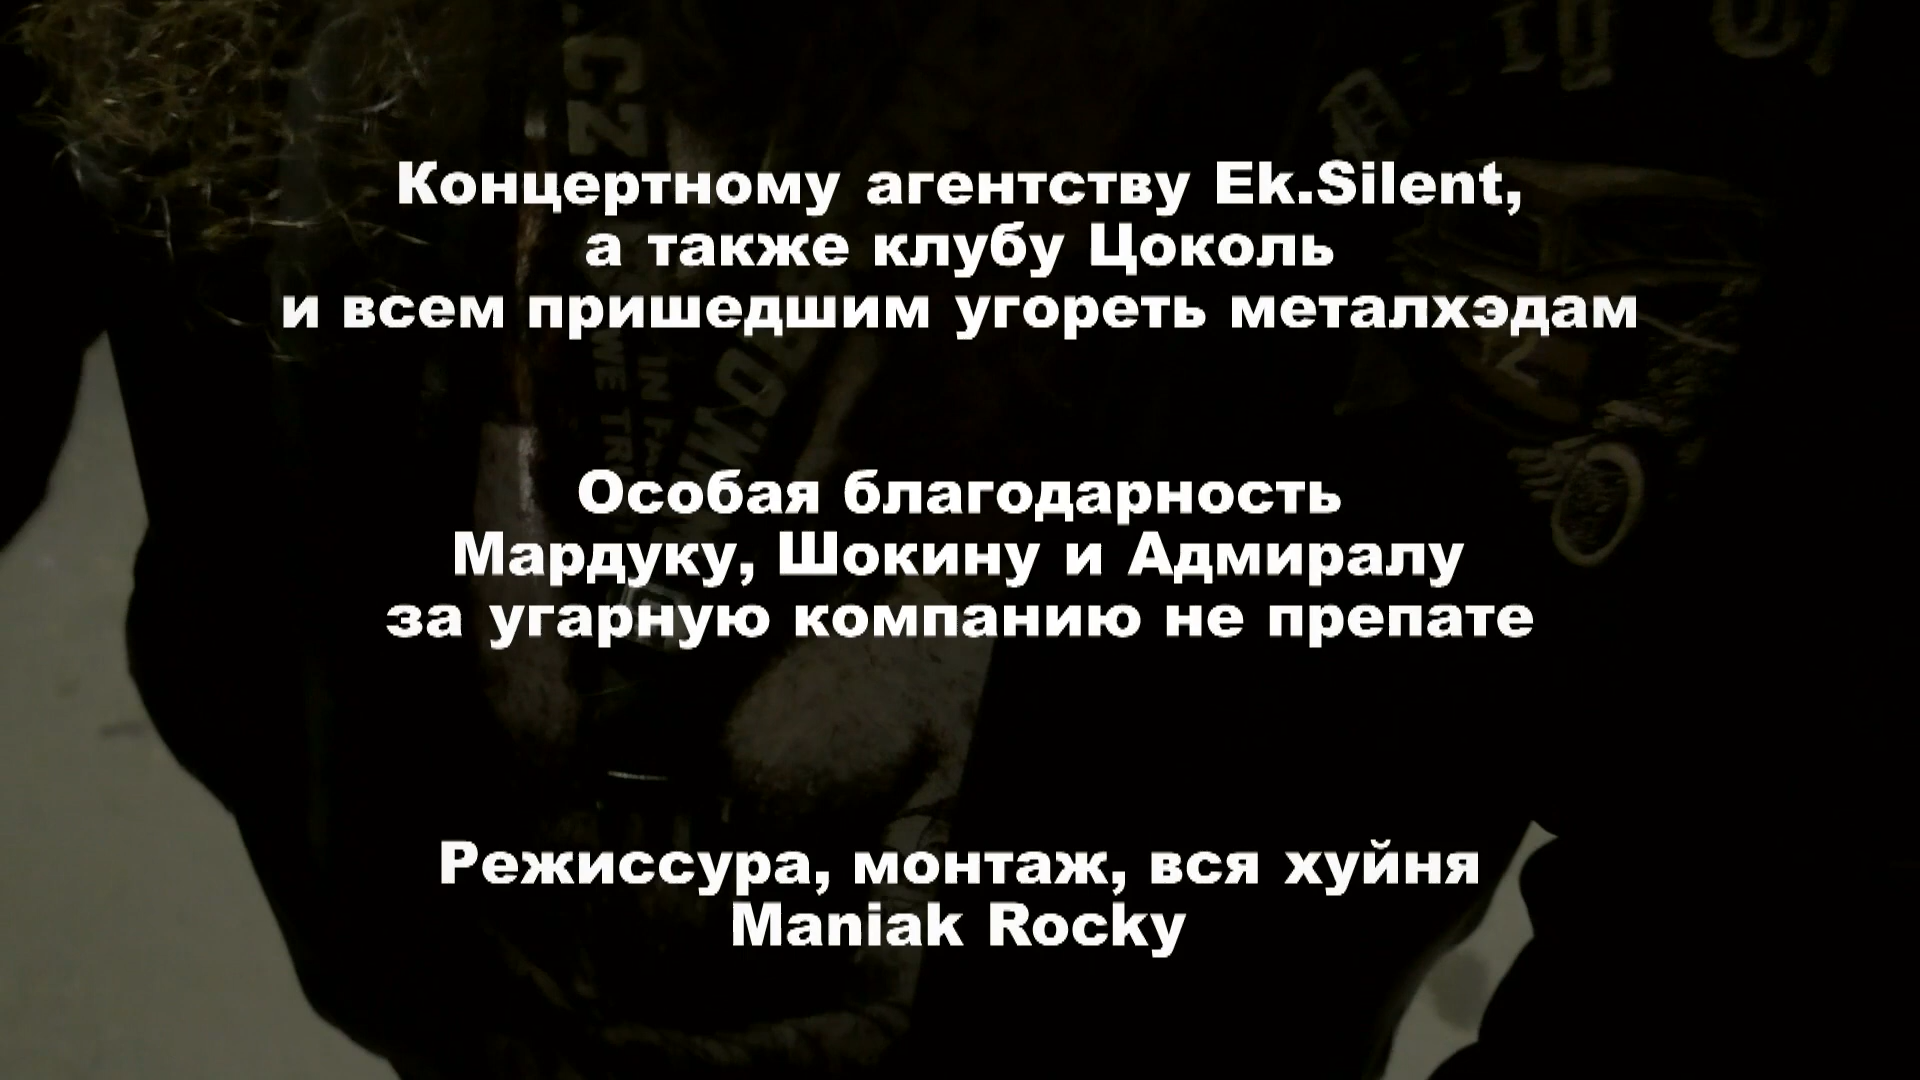 Концертному агентству Ek.Silent,
а также клубу Цоколь
и всем пришедшим угореть металхэдам
Особая благодарность
Мардуку, Шокину и Адмиралу
за угарную компанию не препате
Режиссура, монтаж, вся хуйня
Maniak Rocky